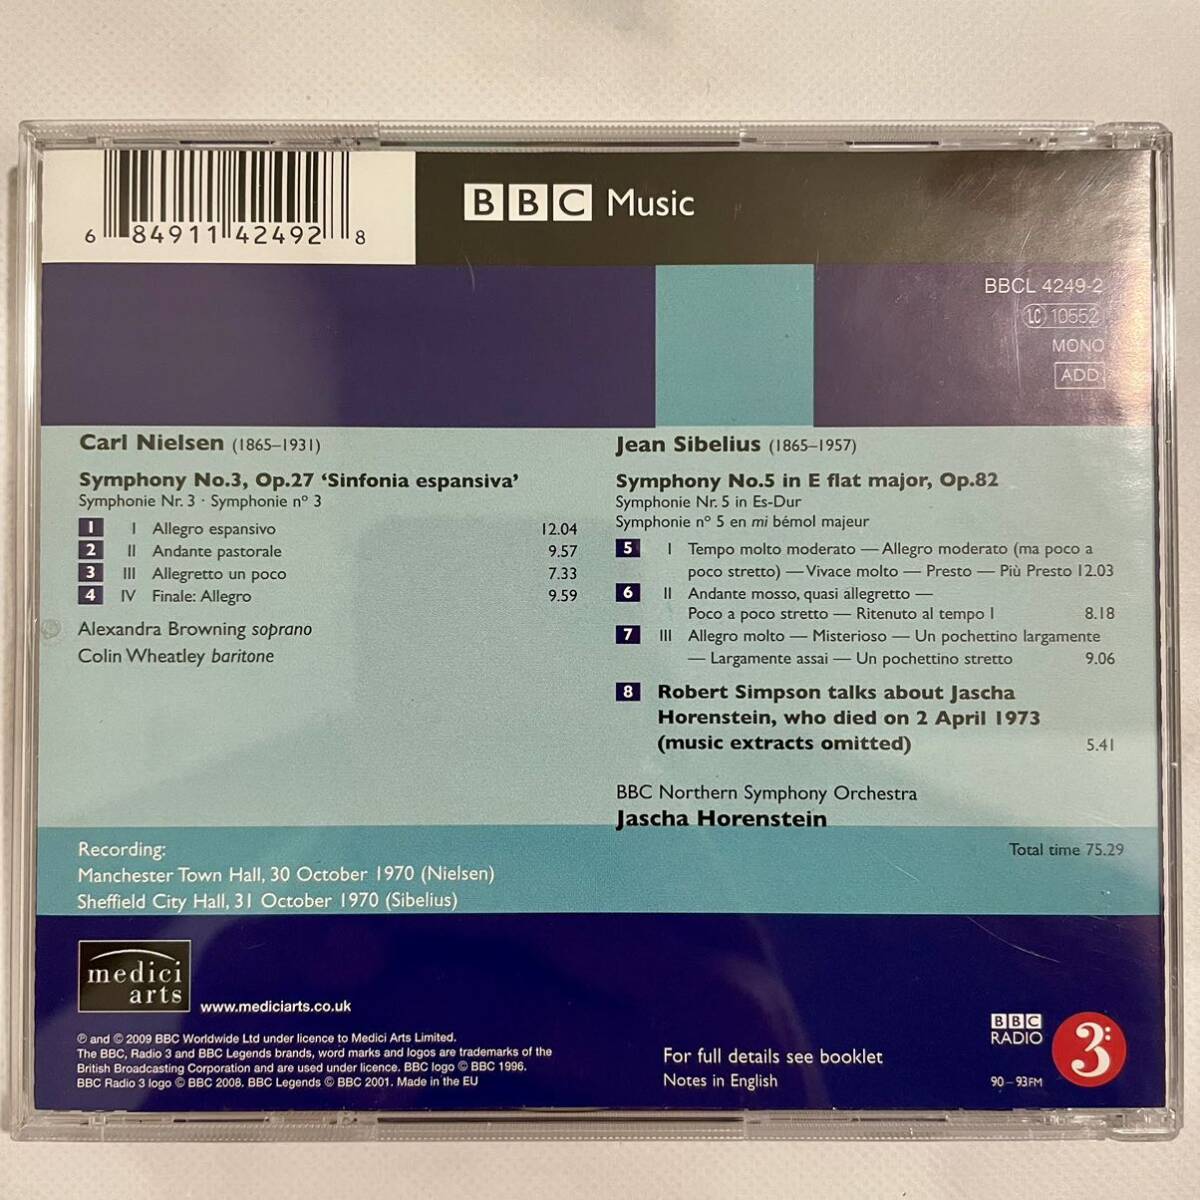 6 84911 42492 8
BBC Music
BBCL 4249-2
LC 10552
MONO
ADD
Carl Nielsen (1865–1931)
Symphony No.3, Op.27 ‘Sinfonia espansiva’
Symphonie Nr. 3 · Symphonie nº 3
1 I Allegro espansivo 12.04
2 II Andante pastorale 9.57
3 III Allegretto un poco 7.33
4 IV Finale: Allegro 9.59
Alexandra Browning soprano
Colin Wheatley baritone
Jean Sibelius (1865–1957)
Symphony No.5 in E flat major, Op.82
Symphonie Nr. 5 in Es-Dur
Symphonie nº 5 en mi bémol majeur
5 I Tempo molto moderato — Allegro moderato (ma poco a
poco stretto) — Vivace molto — Presto — Più Presto 12.03
6 II Andante mosso, quasi allegretto —
Poco a poco stretto — Ritenuto al tempo I 8.18
7 III Allegro molto — Misterioso — Un pochettino largamente
— Largamente assai — Un pochettino stretto 9.06
8 Robert Simpson talks about Jascha
Horenstein, who died on 2 April 1973
(music extracts omitted) 5.41
BBC Northern Symphony Orchestra
Jascha Horenstein
Total time 75.29
Recording:
Manchester Town Hall, 30 October 1970 (Nielsen)
Sheffield City Hall, 31 October 1970 (Sibelius)
medici
arts
www.mediciarts.co.uk
℗ and © 2009 BBC Worldwide Ltd under licence to Medici Arts Limited.
The BBC, Radio 3 and BBC Legends brands, word marks and logos are trademarks of the
British Broadcasting Corporation and are used under licence. BBC logo © BBC 1996.
BBC Radio 3 logo © BBC 2008. BBC Legends © BBC 2001. Made in the EU
For full details see booklet
Notes in English
BBC
RADIO
3
90 – 93FM